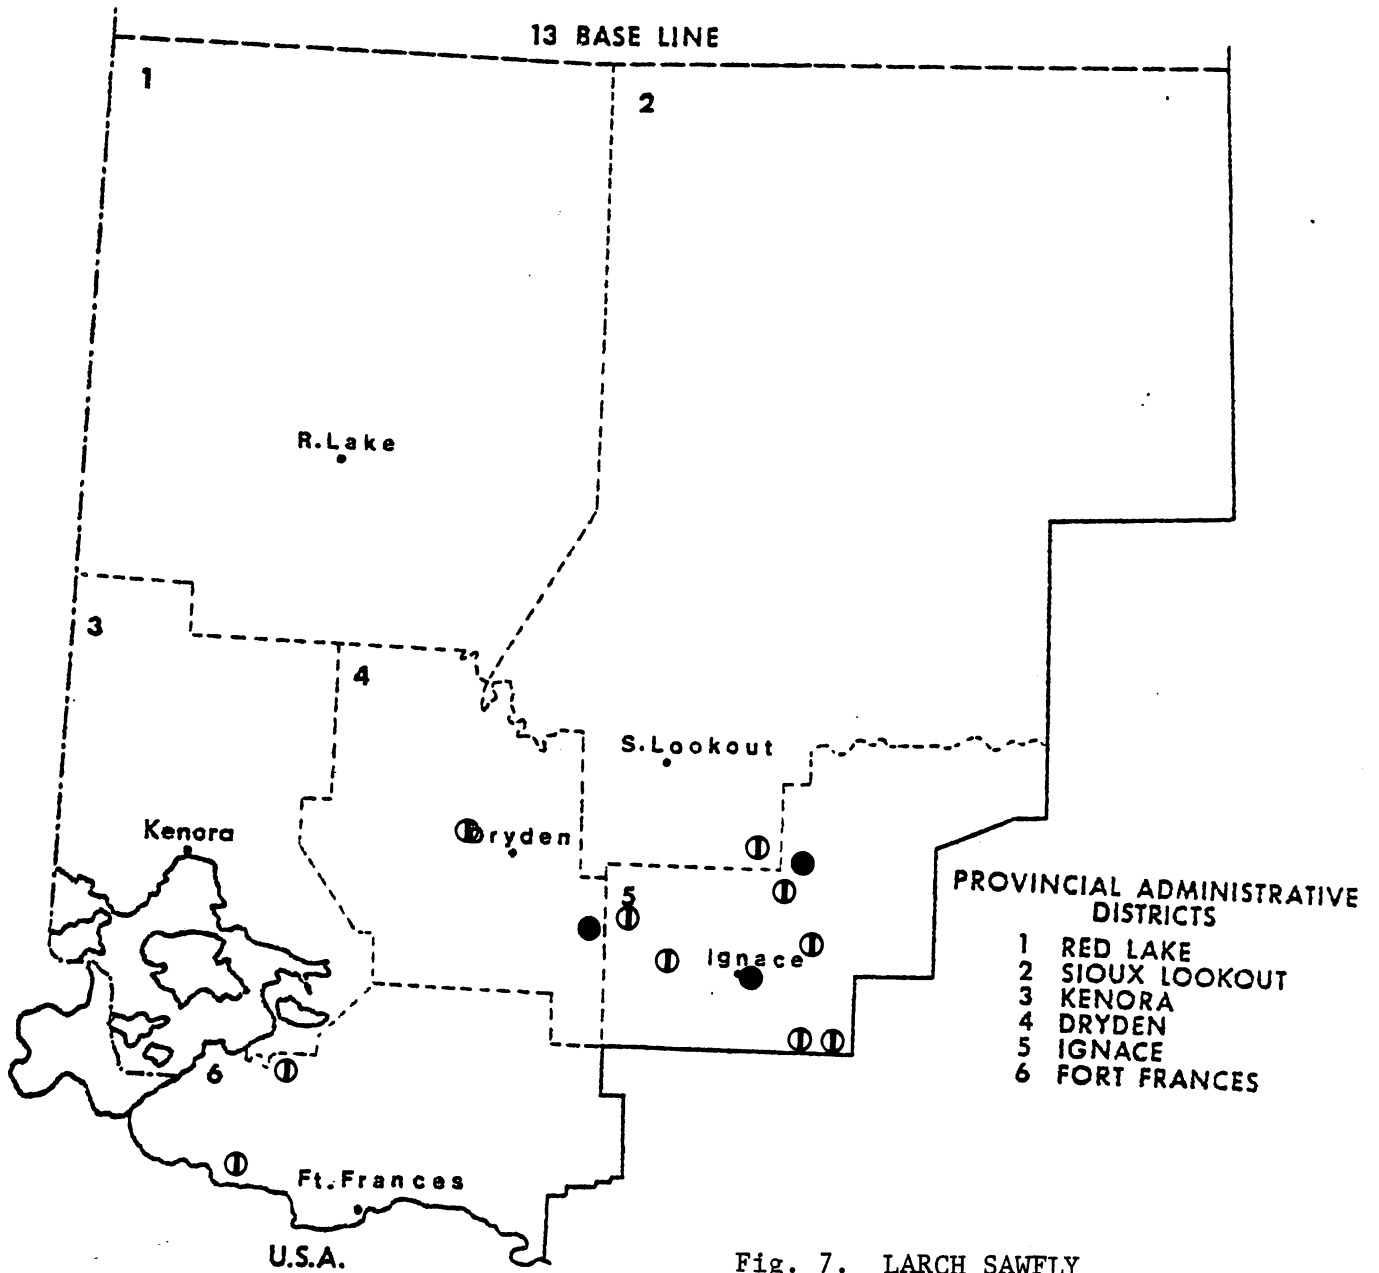 13 BASE LINE
1
2
R.Lake
3
4
S.Lookout
Kenora
Dryden
5
Ignace
6
Ft.Frances
U.S.A.
PROVINCIAL ADMINISTRATIVE
DISTRICTS
1 RED LAKE
2 SIOUX LOOKOUT
3 KENORA
4 DRYDEN
5 IGNACE
6 FORT FRANCES
Fig. 7. LARCH SAWFLY